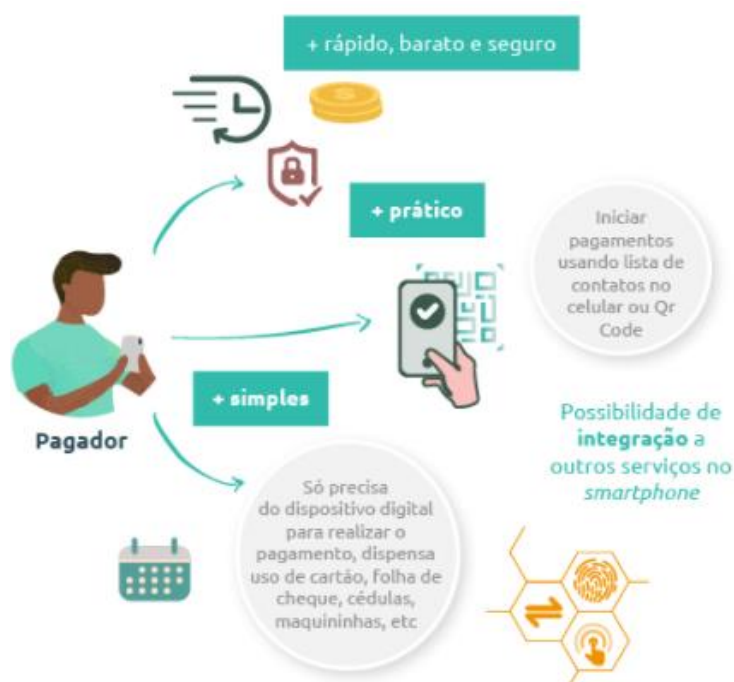 + rápido, barato e seguro
+ prático
Iniciar
pagamentos
usando lista de
contatos no
celular ou Qr
Code
+ simples
Pagador
Possibilidade de
integração a
outros serviços no
smartphone
Só precisa
do dispositivo digital
para realizar o
pagamento, dispensa
uso de cartão, folha de
cheque, cédulas,
maquininhas, etc